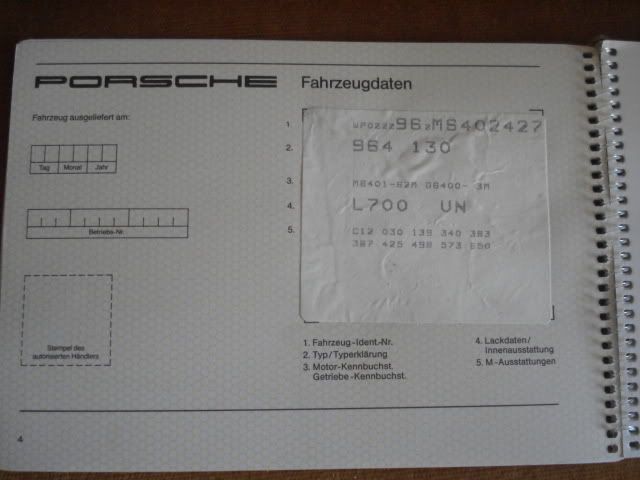 PORSCHE Fahrzeugdaten
Fahrzeug ausgeliefert am:
Tag Monat Jahr
Betriebs-Nr.
Stempel des
autorisierten Händlers
1. WP0ZZZ96ZMS402427
2. 964 130
3. M6401-62M G6400- 3M
4. L700 UN
5. C12 030 139 340 383
387 425 498 573 650
1. Fahrzeug-Ident.-Nr.
2. Typ/Typerklärung
3. Motor-Kennbuchst.
Getriebe-Kennbuchst.
4. Lackdaten/
Innenausstattung
5. M-Ausstattungen
4